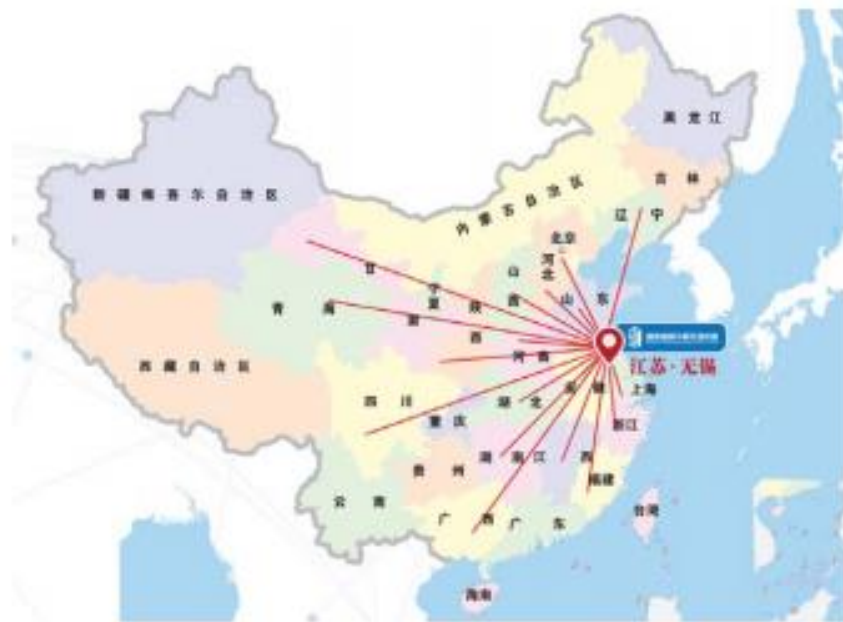 黑龙江
吉林
辽宁
新疆维吾尔自治区
内蒙古自治区
北京
河北
山西
山东
甘肃
宁夏
陕西
青海
河南
江苏·无锡
西藏自治区
安徽
上海
四川
重庆
湖北
浙江
湖南
江西
贵州
福建
云南
广西
广东
台湾
海南